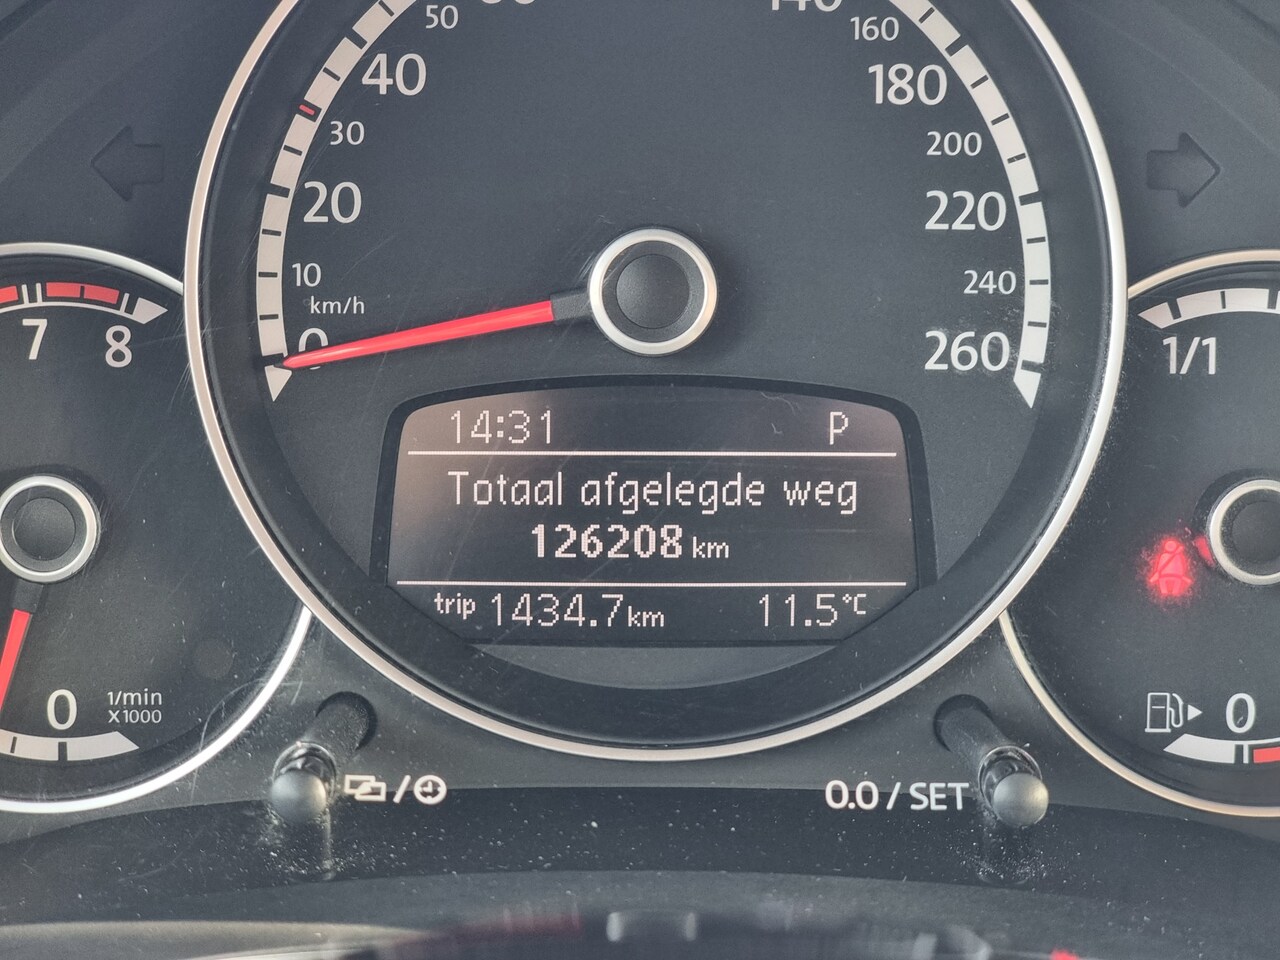 50
160
40
180
30
200
20
220
10
240
km/h
0
260
7
8
1/1
14:31 P
Totaal afgelegde weg
126208 km
trip 1434.7 km 11.5 °C
0
1/min
X1000
0
0.0 / SET